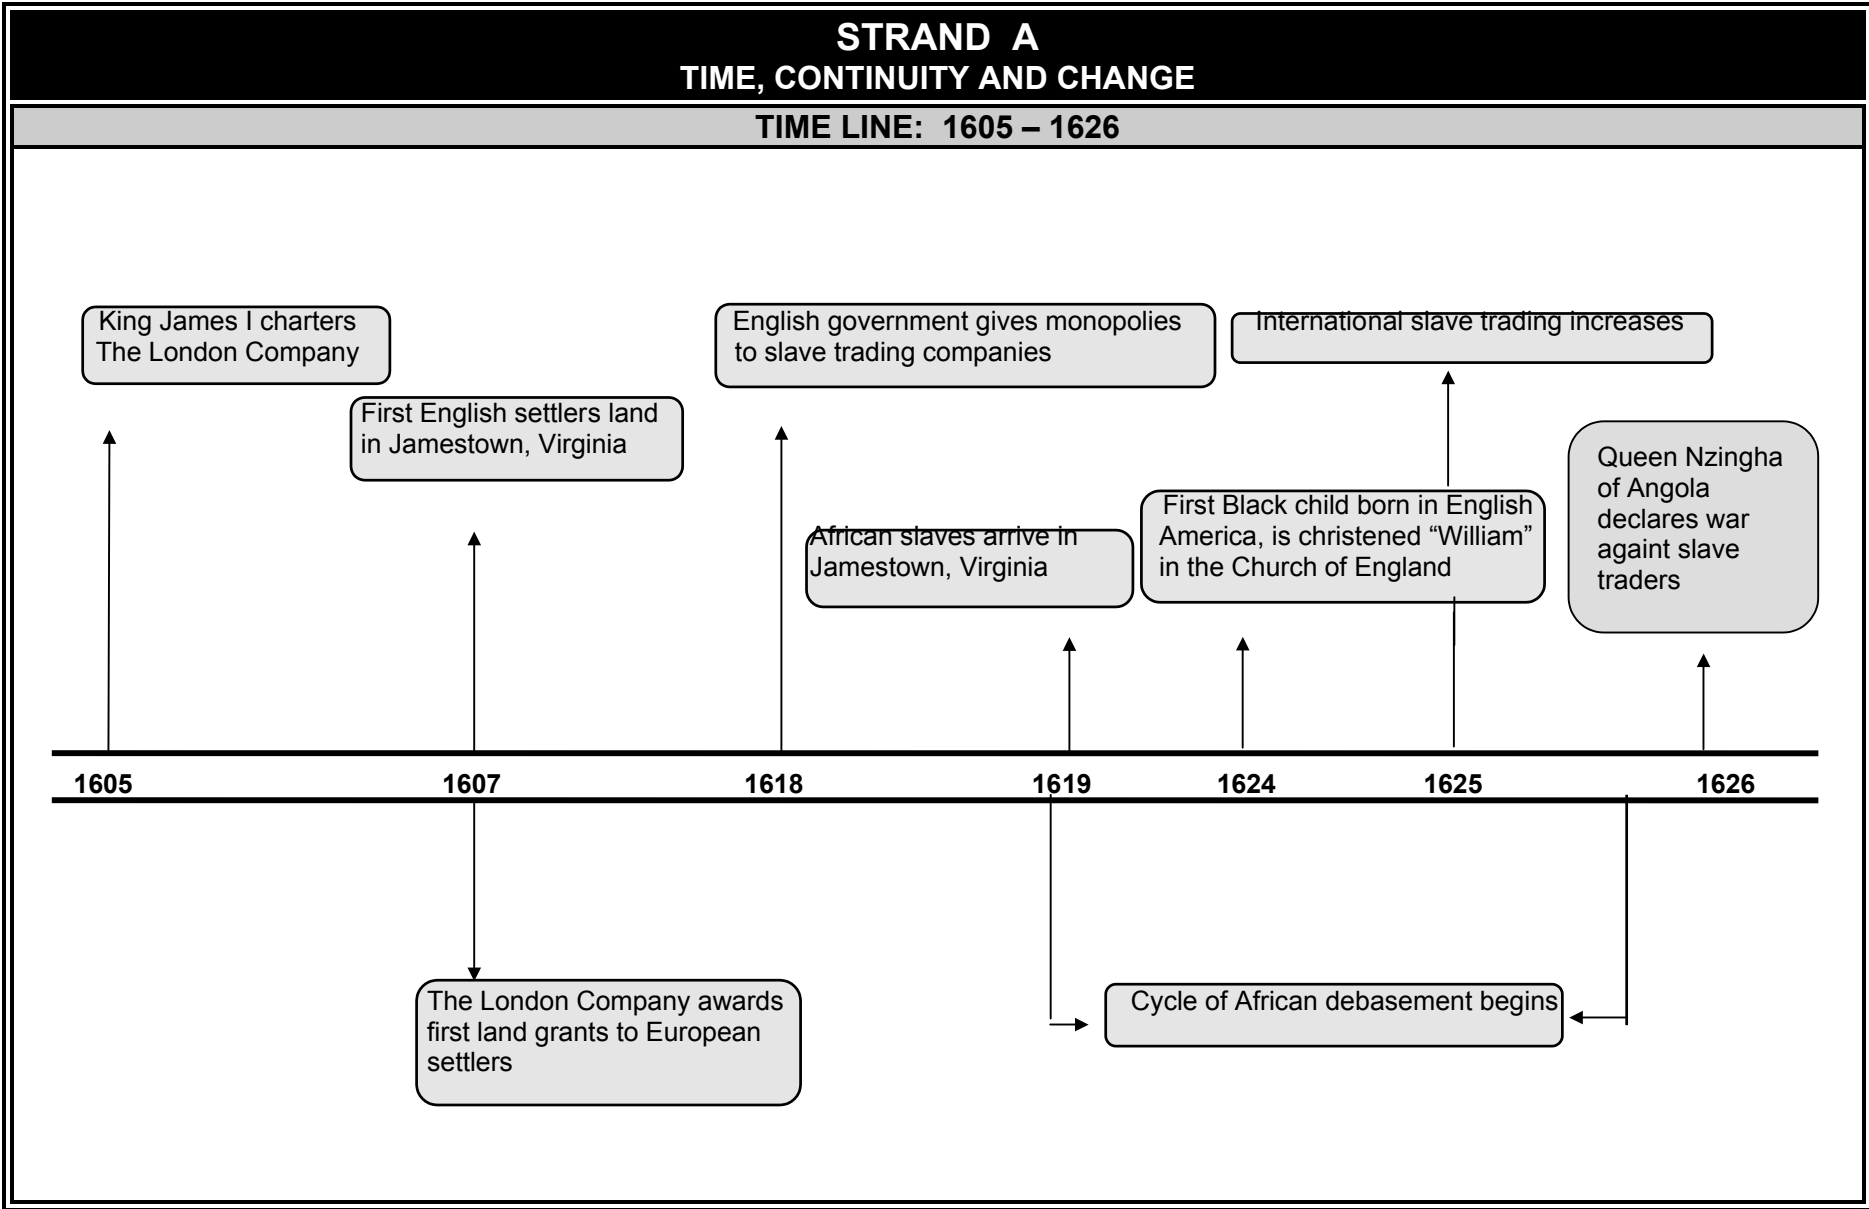 STRAND A
TIME, CONTINUITY AND CHANGE
TIME LINE: 1605 – 1626
King James I charters
The London Company
First English settlers land
in Jamestown, Virginia
English government gives monopolies
to slave trading companies
African slaves arrive in
Jamestown, Virginia
First Black child born in English
America, is christened “William”
in the Church of England
International slave trading increases
Queen Nzingha
of Angola
declares war
againt slave
traders
1605 1607 1618 1619 1624 1625 1626
The London Company awards
first land grants to European
settlers
Cycle of African debasement begins